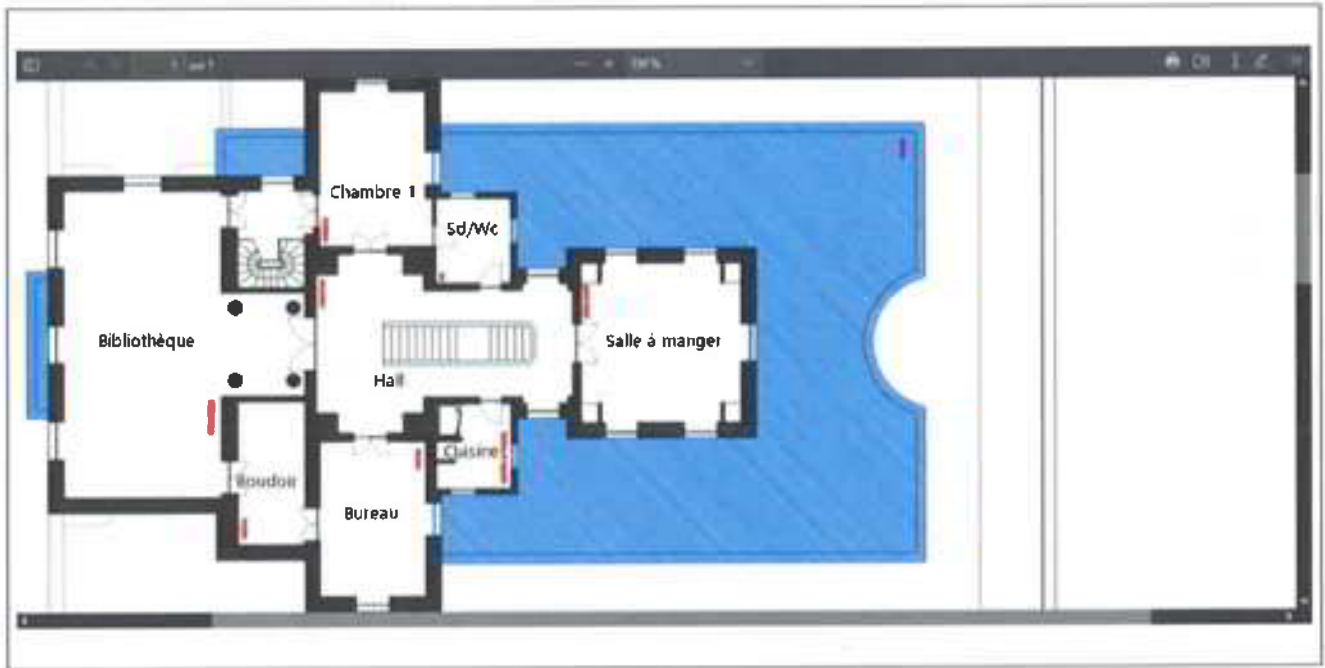 Chambre 1
Sd/Wc
Bibliothèque
Salle à manger
Hall
Cuisine
Boudoir
Bureau